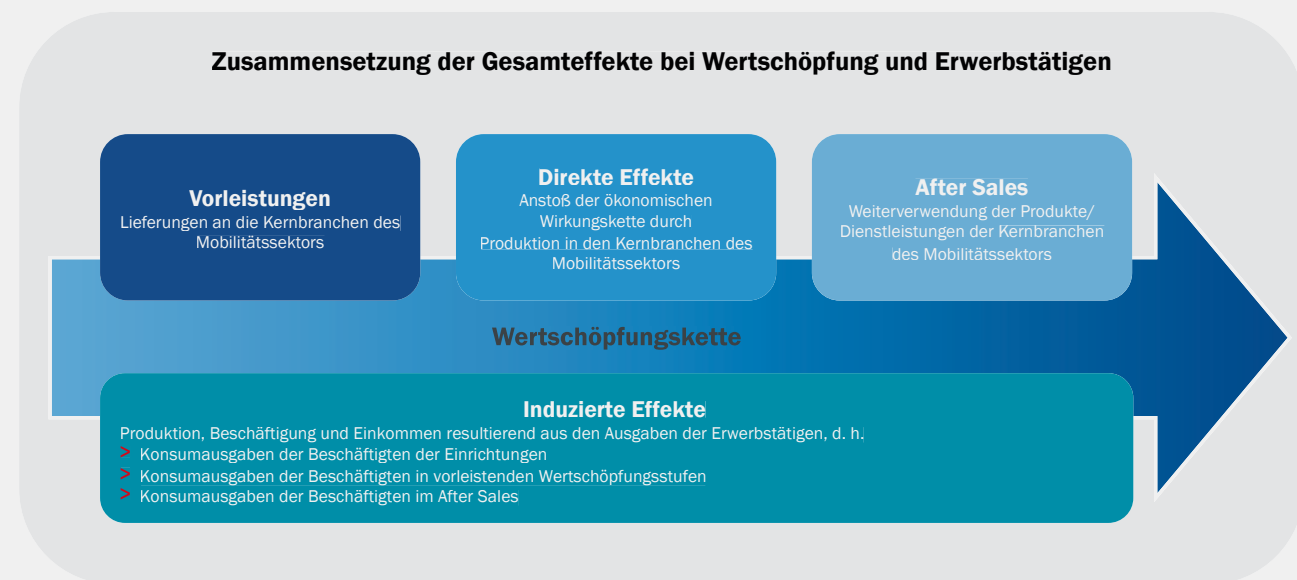 Zusammensetzung der Gesamteffekte bei Wertschöpfung und Erwerbstätigen
Vorleistungen
Lieferungen an die Kernbranchen des
Mobilitätssektors
Direkte Effekte
Anstoß der ökonomischen
Wirkungskette durch
Produktion in den Kernbranchen des
Mobilitätssektors
After Sales
Weiterverwendung der Produkte/
Dienstleistungen der Kernbranchen
des Mobilitätssektors
Wertschöpfungskette
Induzierte Effekte
Produktion, Beschäftigung und Einkommen resultierend aus den Ausgaben der Erwerbstätigen, d. h.
> Konsumausgaben der Beschäftigten der Einrichtungen
> Konsumausgaben der Beschäftigten in vorleistenden Wertschöpfungsstufen
> Konsumausgaben der Beschäftigten im After Sales